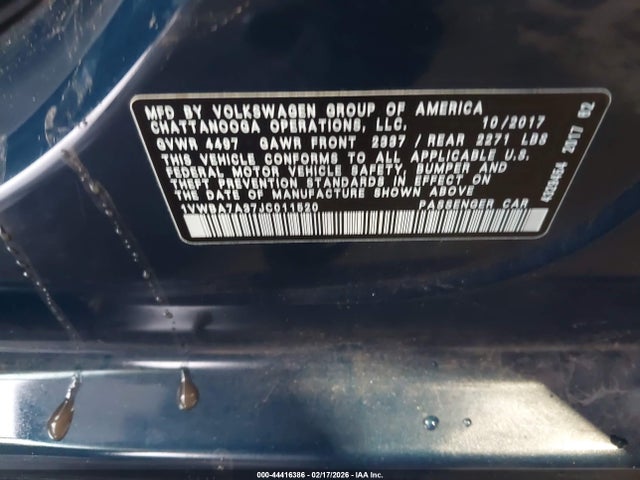 MFD BY VOLKSWAGEN GROUP OF AMERICA
CHATTANOOGA OPERATIONS, LLC. 10/2017
GVWR 4497 GAWR FRONT 2337/ REAR 2271 LBS
THIS VEHICLE CONFORMS TO ALL APPLICABLE U.S.
FEDERAL MOTOR VEHICLE SAFETY, BUMPER AND
THEFT PREVENTION STANDARDS IN EFFECT ON
THE DATE OF MANUFACTURE SHOWN ABOVE
1VWBA7A37JC011520 PASSENGER CAR
2017 62
000-44416386 - 02/17/2026 - IAA Inc.